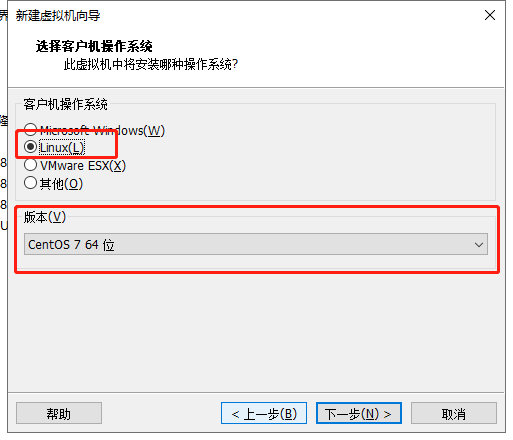 新建虚拟机向导
选择客户机操作系统
此虚拟机中将安装哪种操作系统?
客户机操作系统
Microsoft Windows(W)
Linux(L)
VMware ESX(X)
其他(O)
版本(V)
CentOS 7 64 位
帮助
< 上一步(B)
下一步(N) >
取消